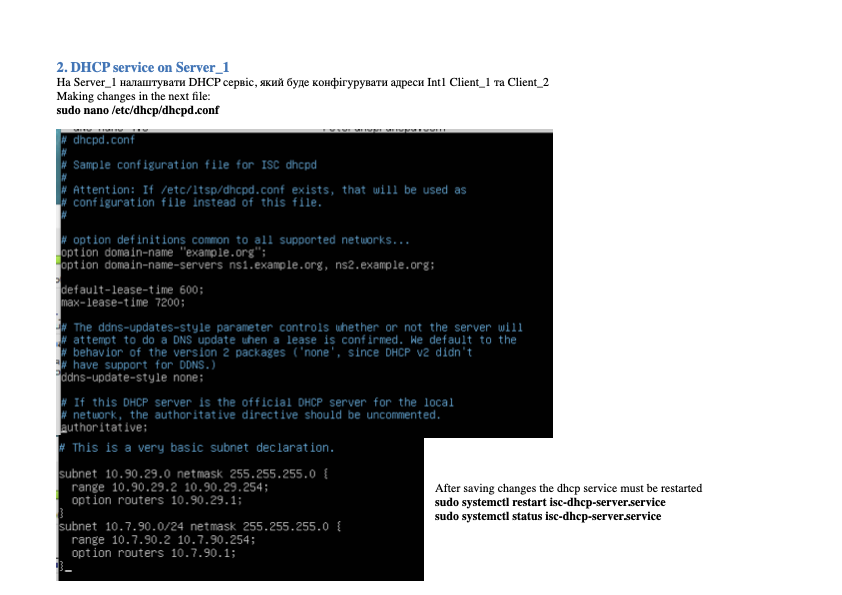 2. DHCP service on Server_1
На Server_1 налаштувати DHCP сервіс, який буде конфігурувати адреси Int1 Client_1 та Client_2
Making changes in the next file:
sudo nano /etc/dhcp/dhcpd.conf
# dhcpd.conf
#
# Sample configuration file for ISC dhcpd
#
# Attention: If /etc/ltsp/dhcpd.conf exists, that will be used as
# configuration file instead of this file.
#
# option definitions common to all supported networks...
option domain-name "example.org";
option domain-name-servers ns1.example.org, ns2.example.org;
default-lease-time 600;
max-lease-time 7200;
# The ddns-updates-style parameter controls whether or not the server will
# attempt to do a DNS update when a lease is confirmed. We default to the
# behavior of the version 2 packages ('none', since DHCP v2 didn't
# have support for DDNS.)
ddns-update-style none;
# If this DHCP server is the official DHCP server for the local
# network, the authoritative directive should be uncommented.
authoritative;
# This is a very basic subnet declaration.
subnet 10.90.29.0 netmask 255.255.255.0 {
range 10.90.29.2 10.90.29.254;
option routers 10.90.29.1;
}
subnet 10.7.90.0/24 netmask 255.255.255.0 {
range 10.7.90.2 10.7.90.254;
option routers 10.7.90.1;
}_
After saving changes the dhcp service must be restarted
sudo systemctl restart isc-dhcp-server.service
sudo systemctl status isc-dhcp-server.service